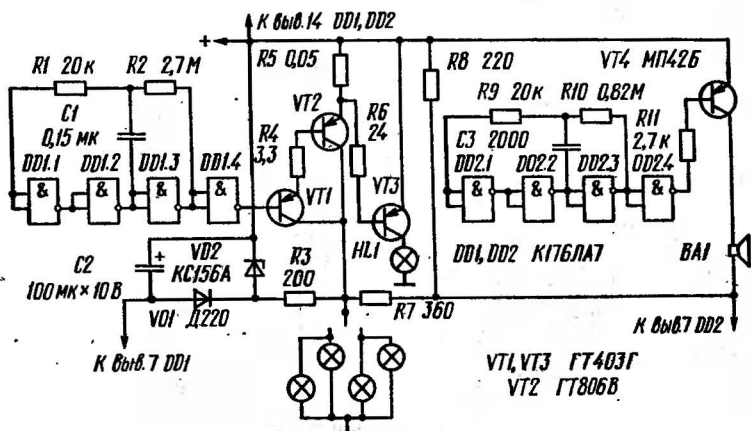 К выв.14 DD1, DD2
+
R5 0,05
R1 20к
R2 2,7М
R8 220
VT4 МП42Б
C1
0,15 мк
VT2
R4
3,3
R6
24
R9 20к
R10 0,82М
R11
2,7к
C3 2000
DD1.1
DD1.2
DD1.3
DD1.4
DD2.1
DD2.2
DD2.3
DD2.4
&
&
&
&
&
&
&
&
VT1
VT3
HL1
DD1, DD2 К176ЛА7
BA1
C2
+
100 мк × 10 В
VD2
КС156А
R3
200
VD1 Д220
R7 360
К выв.7 DD1
К выв.7 DD2
VT1, VT3 ГТ403Г
VT2 ГТ806В